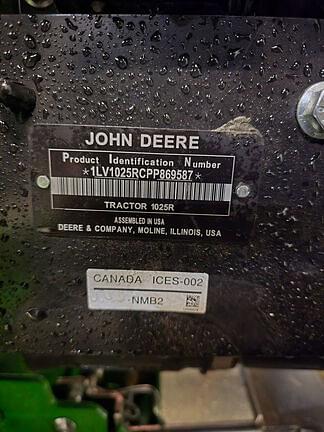 JOHN DEERE
Product Identification Number
*1LV1025RCPP869587*
TRACTOR 1025R
ASSEMBLED IN USA
DEERE & COMPANY, MOLINE, ILLINOIS, USA
CANADA ICES-002
NMB2